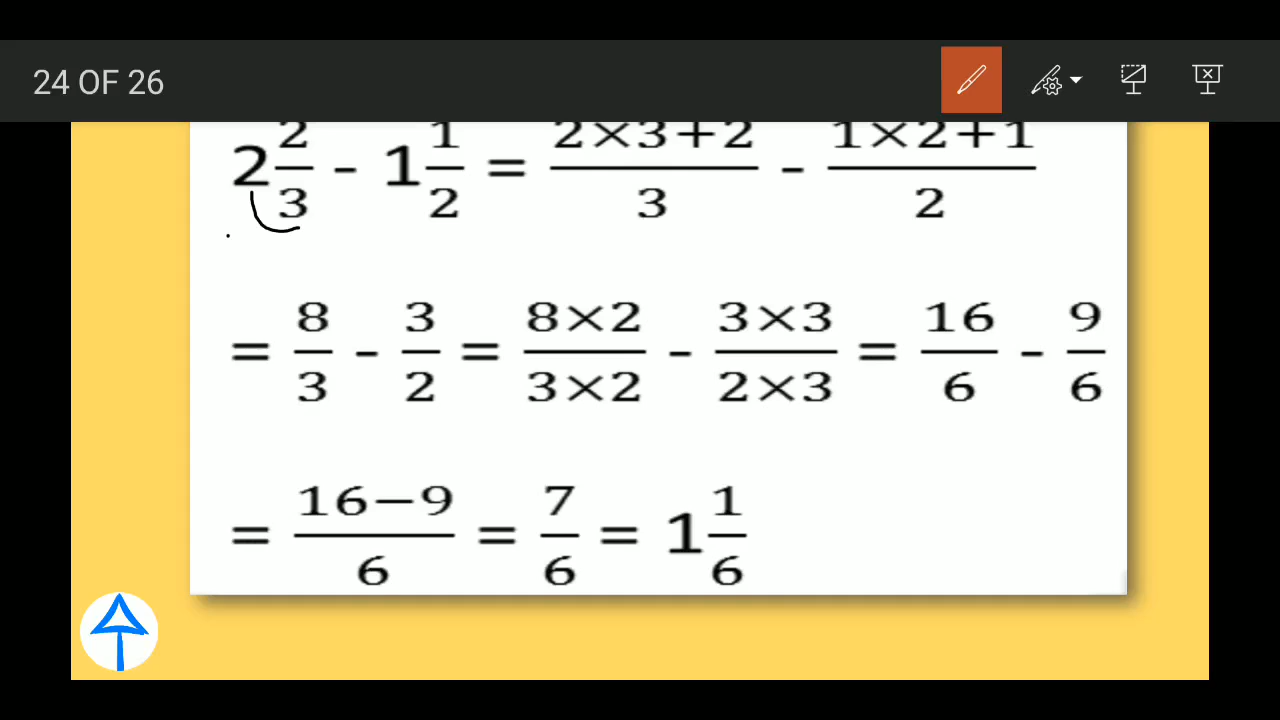 24 OF 26
2 2/3 - 1 1/2 = 2×3+2/3 - 1×2+1/2
= 8/3 - 3/2 = 8×2/3×2 - 3×3/2×3 = 16/6 - 9/6
= 16−9/6 = 7/6 = 1 1/6